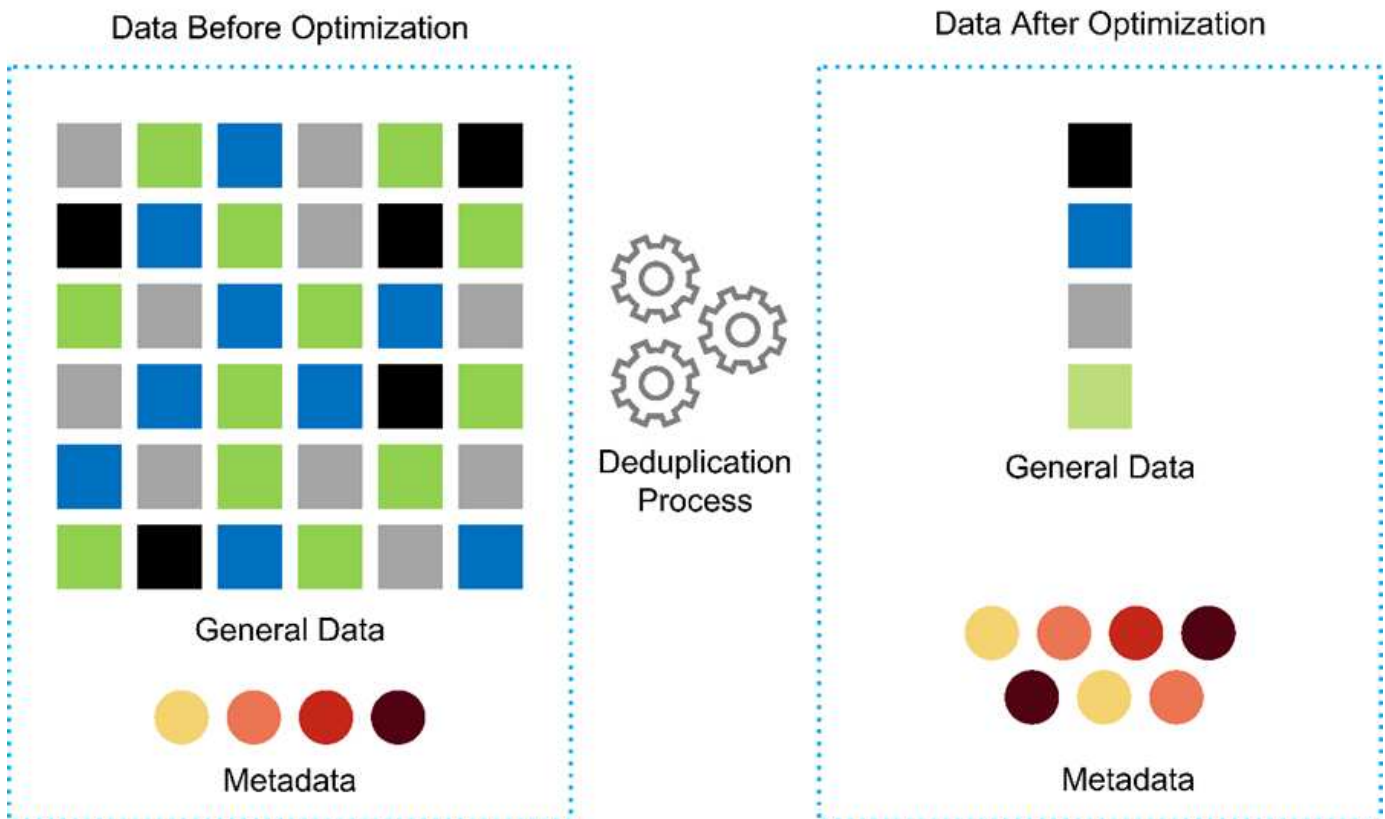 Data Before Optimization
General Data
Metadata
Deduplication
Process
Data After Optimization
General Data
Metadata